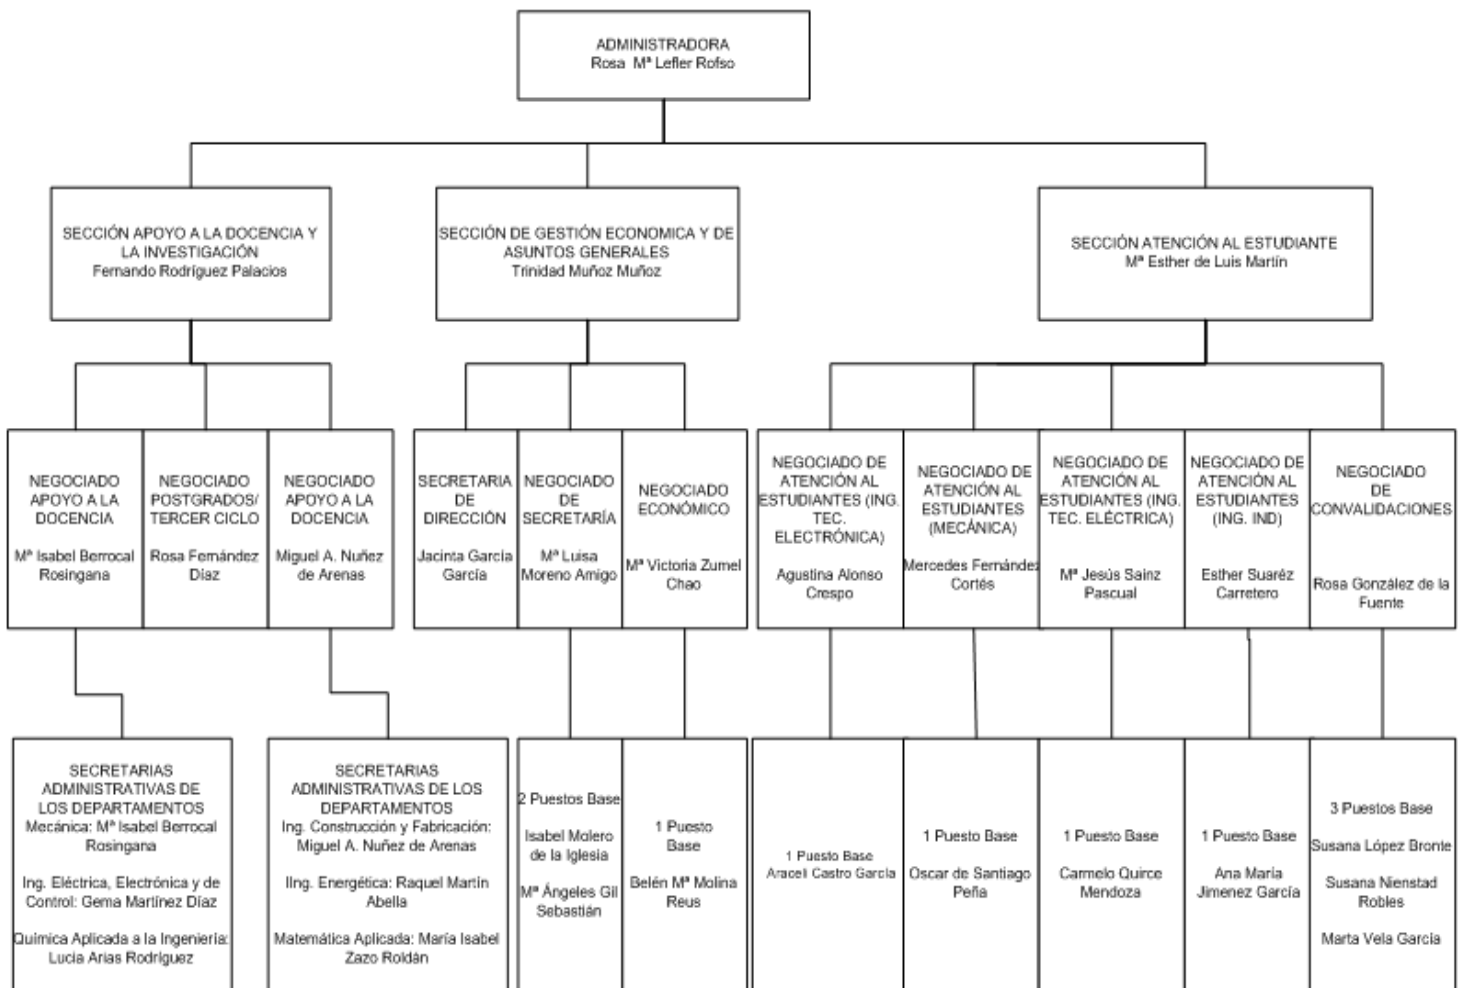 ADMINISTRADORA
Rosa Mª Lefler Rofso
SECCIÓN APOYO A LA DOCENCIA Y
LA INVESTIGACIÓN
Fernando Rodríguez Palacios
SECCIÓN DE GESTIÓN ECONOMICA Y DE
ASUNTOS GENERALES
Trinidad Muñoz Muñoz
SECCIÓN ATENCIÓN AL ESTUDIANTE
Mª Esther de Luis Martín
NEGOCIADO
APOYO A LA
DOCENCIA
Mª Isabel Berrocal
Rosingana
NEGOCIADO
POSTGRADOS/
TERCER CICLO
Rosa Fernández
Díaz
NEGOCIADO
APOYO A LA
DOCENCIA
Miguel A. Nuñez
de Arenas
SECRETARIA
DE
DIRECCIÓN
Jacinta García
García
NEGOCIADO
DE
SECRETARÍA
Mª Luisa
Moreno Amigo
NEGOCIADO
ECONÓMICO
Mª Victoria Zumel
Chao
NEGOCIADO DE
ATENCIÓN AL
ESTUDIANTES (ING.
TEC.
ELECTRÓNICA)
Agustina Alonso
Crespo
NEGOCIADO DE
ATENCIÓN AL
ESTUDIANTES
(MECÁNICA)
Mercedes Fernández
Cortés
NEGOCIADO DE
ATENCIÓN AL
ESTUDIANTES (ING.
TEC. ELÉCTRICA)
Mª Jesús Sainz
Pascual
NEGOCIADO DE
ATENCIÓN AL
ESTUDIANTES
(ING. IND)
Esther Suaréz
Carretero
NEGOCIADO
DE
CONVALIDACIONES
Rosa González de la
Fuente
SECRETARIAS
ADMINISTRATIVAS DE
LOS DEPARTAMENTOS
Mecánica: Mª Isabel Berrocal
Rosingana
Ing. Eléctrica, Electrónica y de
Control: Gema Martínez Díaz
Química Aplicada a la Ingeniería:
Lucia Arias Rodríguez
SECRETARIAS
ADMINISTRATIVAS DE LOS
DEPARTAMENTOS
Ing. Construcción y Fabricación:
Miguel A. Nuñez de Arenas
IIng. Energética: Raquel Martín
Abella
Matemática Aplicada: María Isabel
Zazo Roldán
2 Puestos Base
Isabel Molero
de la Iglesia
Mª Ángeles Gil
Sebastián
1 Puesto
Base
Belén Mª Molina
Reus
1 Puesto Base
Araceli Castro García
1 Puesto Base
Oscar de Santiago
Peña
1 Puesto Base
Carmelo Quirce
Mendoza
1 Puesto Base
Ana María
Jimenez García
3 Puestos Base
Susana López Bronte
Susana Nienstad
Robles
Marta Vela García